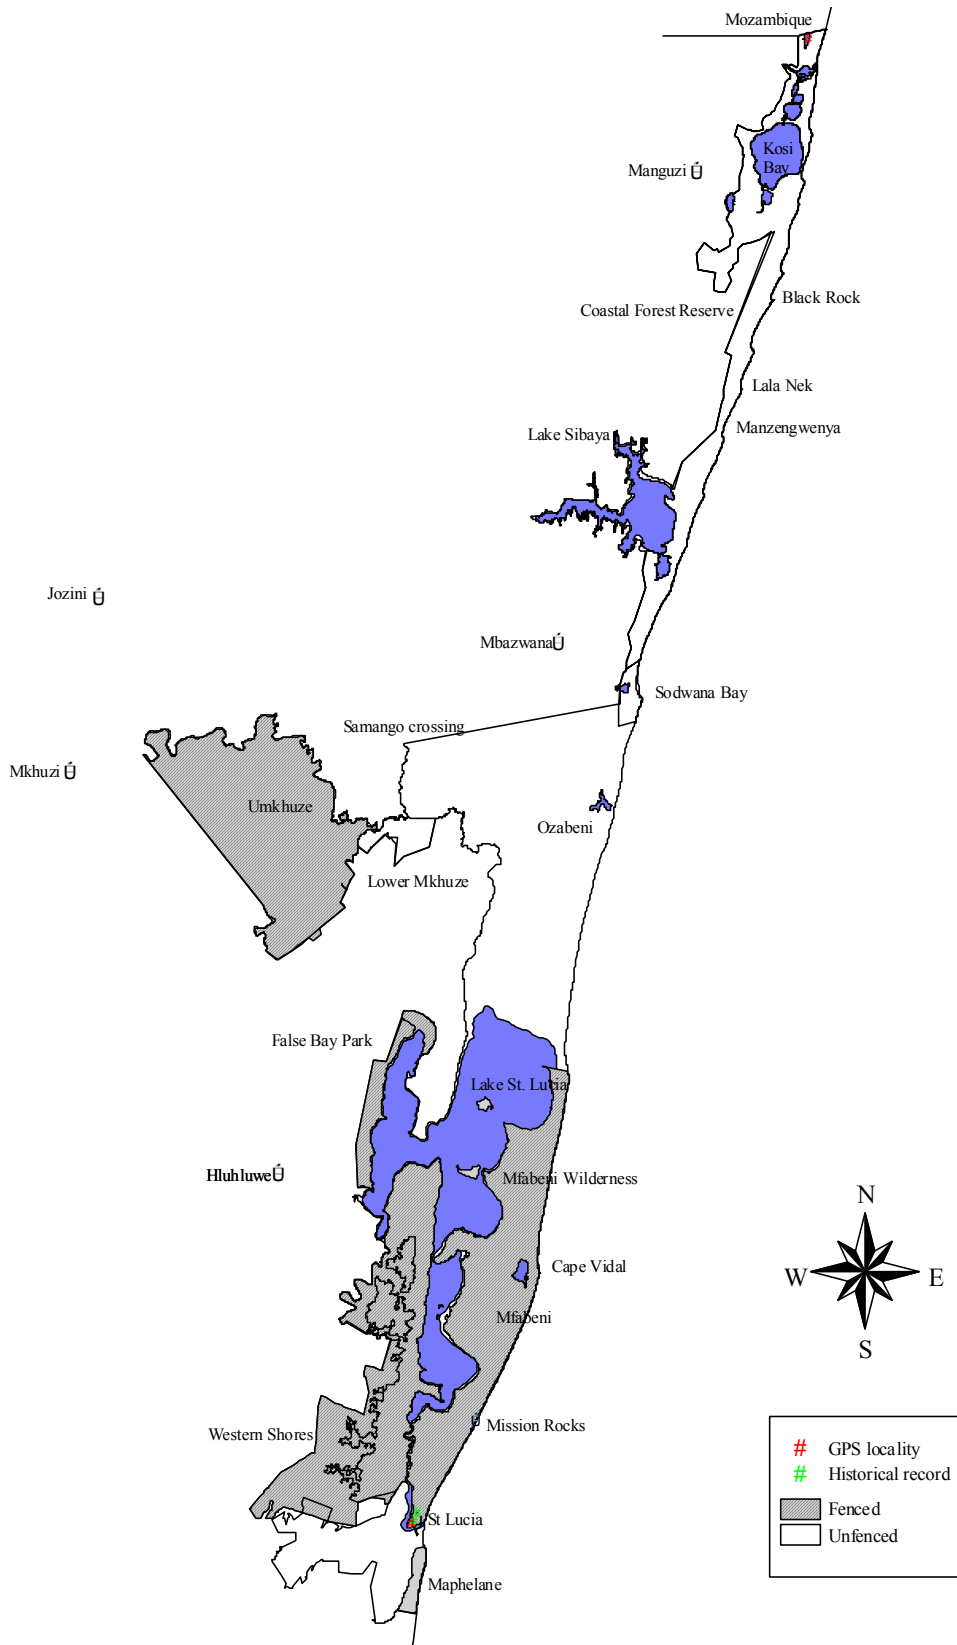 Mozambique
Kosi
Bay
Manguzi
Black Rock
Coastal Forest Reserve
Lala Nek
Manzengwenya
Lake Sibaya
Jozini
Mbazwana
Sodwana Bay
Samango crossing
Mkhuzi
Umkhuze
Ozabeni
Lower Mkhuze
False Bay Park
Lake St. Lucia
Hluhluwe
Mfabeni Wilderness
Cape Vidal
Mfabeni
N
W
E
S
Western Shores
Mission Rocks
St Lucia
Maphelane
# GPS locality
# Historical record
Fenced
Unfenced